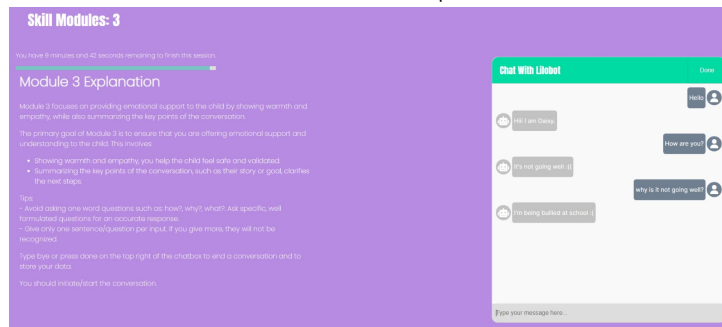 Skill Modules: 3
You have 9 minutes and 42 seconds remaining to finish this session.
Module 3 Explanation
Module 3 focuses on providing emotional support to the child by showing warmth and
empathy, while also summarizing the key points of the conversation.
The primary goal of Module 3 is to ensure that you are offering emotional support and
understanding to the child. This involves:
• Showing warmth and empathy, you help the child feel safe and validated.
• Summarizing the key points of the conversation, such as their story or goal, clarifies
the next steps.
Tips:
- Avoid asking one word questions such as: how?, why?, what? Ask specific, well
formulated questions for an accurate response.
- Give only one sentence/question per input. If you give more, they will not be
recognized.
Type bye or press done on the top right of the chatbox to end a conversation and to
store your data.
You should initiate/start the conversation.
Chat With Lilobot
Done
Hello
Hi! I am Daisy.
How are you?
It's not going well :(
why is it not going well?
I'm being bullied at school :(
Type your message here...